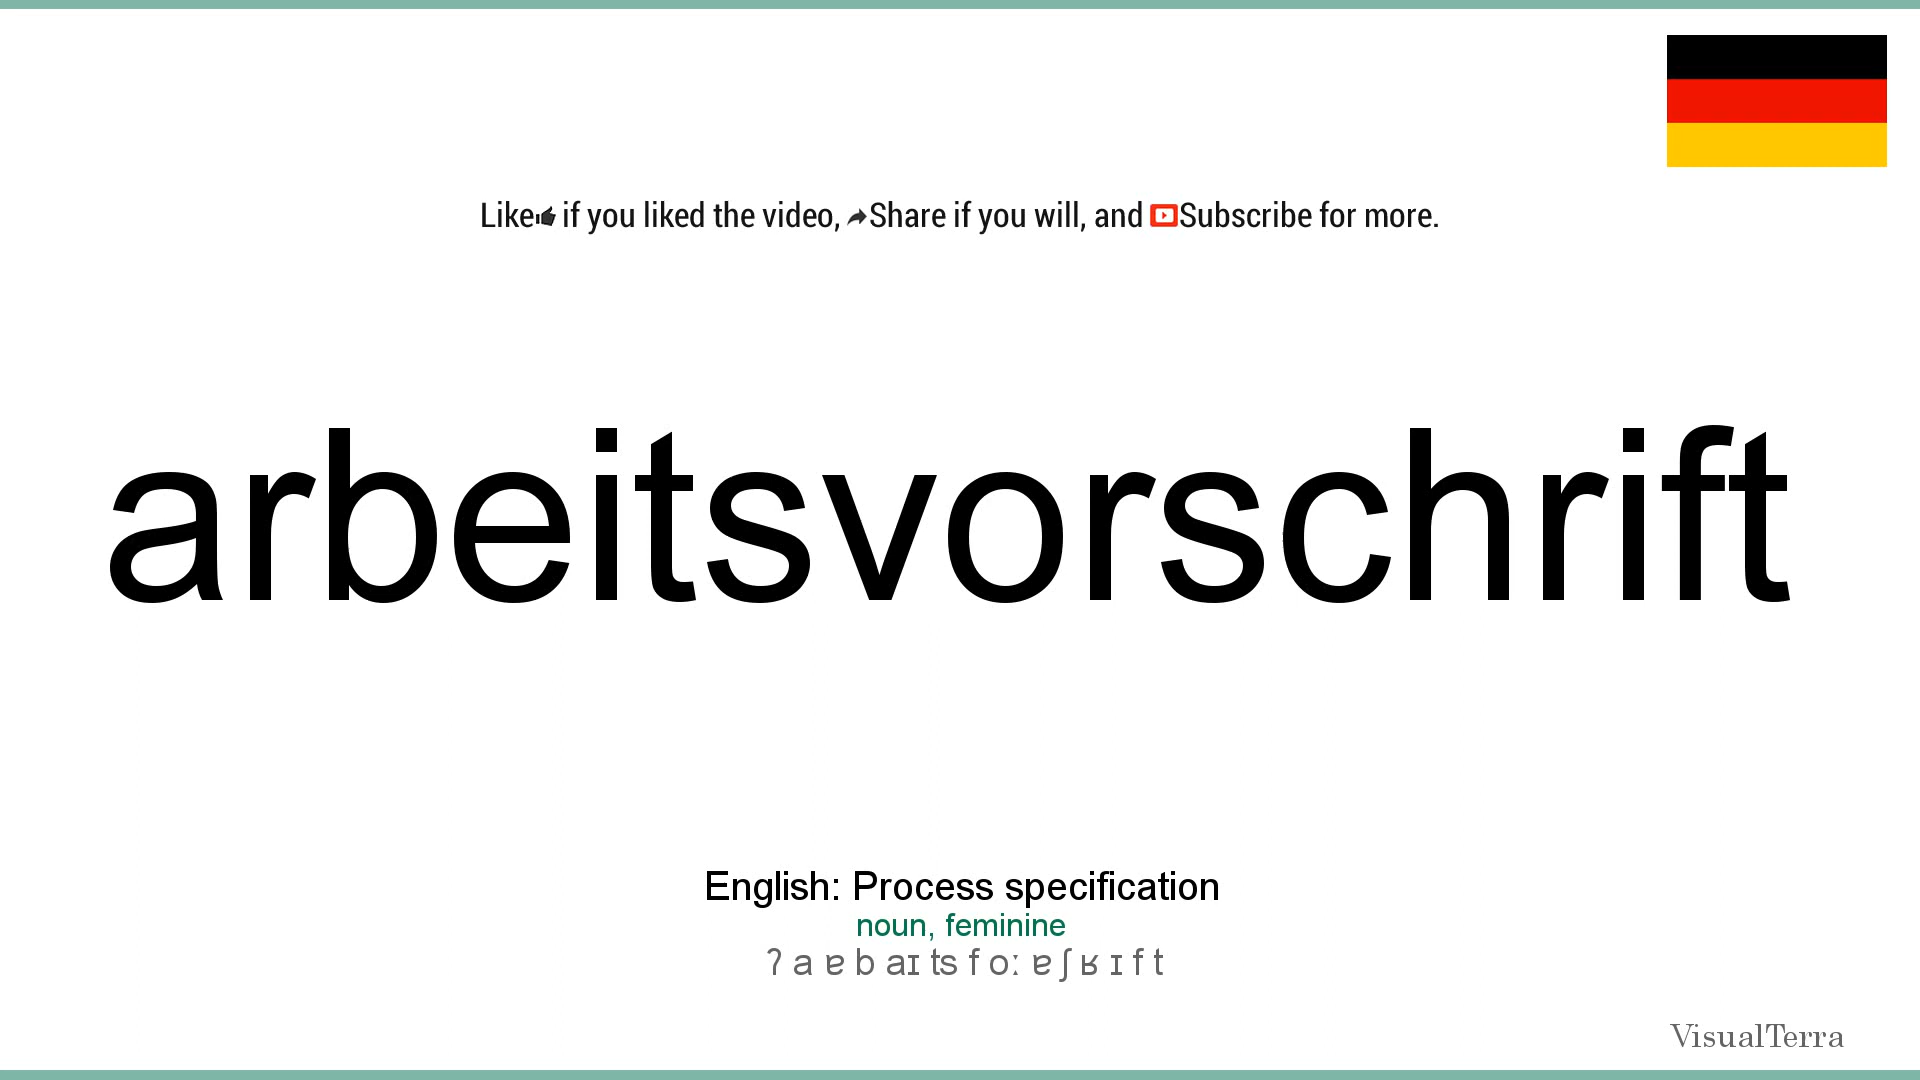 Like if you liked the video, Share if you will, and Subscribe for more.
arbeitsvorschrift
English: Process specification
noun, feminine
ʔ a ɐ b aɪ ʦ f oː ɐ ʃ ʁ ɪ f t
VisualTerra